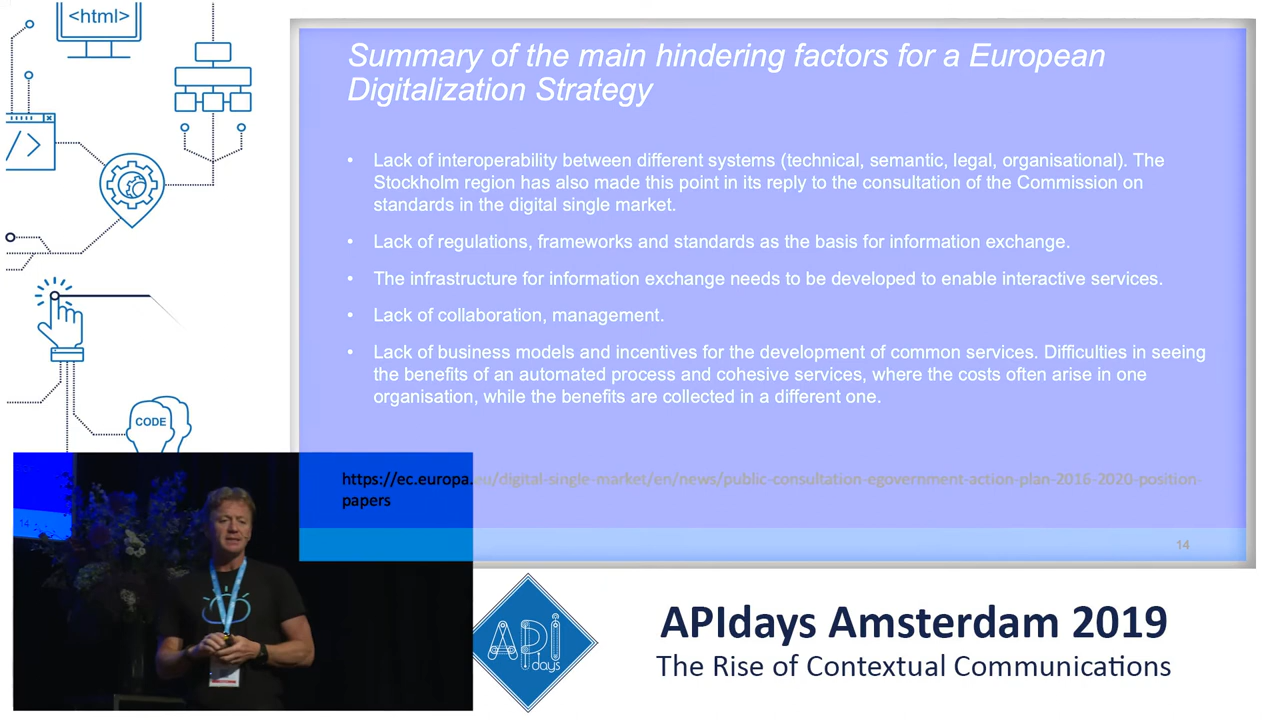 <html>
Summary of the main hindering factors for a European
Digitalization Strategy
• Lack of interoperability between different systems (technical, semantic, legal, organisational). The
Stockholm region has also made this point in its reply to the consultation of the Commission on
standards in the digital single market.
• Lack of regulations, frameworks and standards as the basis for information exchange.
• The infrastructure for information exchange needs to be developed to enable interactive services.
• Lack of collaboration, management.
• Lack of business models and incentives for the development of common services. Difficulties in seeing
the benefits of an automated process and cohesive services, where the costs often arise in one
organisation, while the benefits are collected in a different one.
https://ec.europa.eu/digital-single-market/en/news/public-consultation-egovernment-action-plan-2016-2020-position-
papers
14
</>
CODE
14
API
days
APIdays Amsterdam 2019
The Rise of Contextual Communications